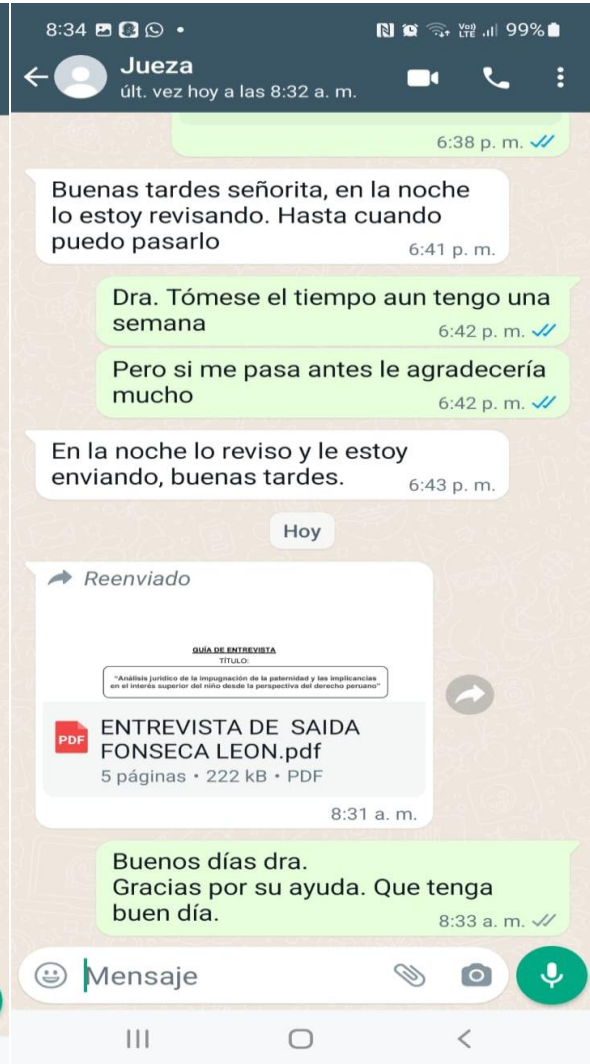 8:34
Vo)) LTE 99%
Jueza
últ. vez hoy a las 8:32 a. m.
6:38 p. m.
Buenas tardes señorita, en la noche
lo estoy revisando. Hasta cuando
puedo pasarlo
6:41 p. m.
Dra. Tómese el tiempo aun tengo una
semana
6:42 p. m.
Pero si me pasa antes le agradecería
mucho
6:42 p. m.
En la noche lo reviso y le estoy
enviando, buenas tardes.
6:43 p. m.
Hoy
Reenviado
GUÍA DE ENTREVISTA
TÍTULO:
"Análisis jurídico de la impugnación de la paternidad y las implicancias
en el interés superior del niño desde la perspectiva del derecho peruano"
PDF
ENTREVISTA DE SAIDA
FONSECA LEON.pdf
5 páginas • 222 kB • PDF
8:31 a. m.
Buenos días dra.
Gracias por su ayuda. Que tenga
buen día.
8:33 a. m.
Mensaje